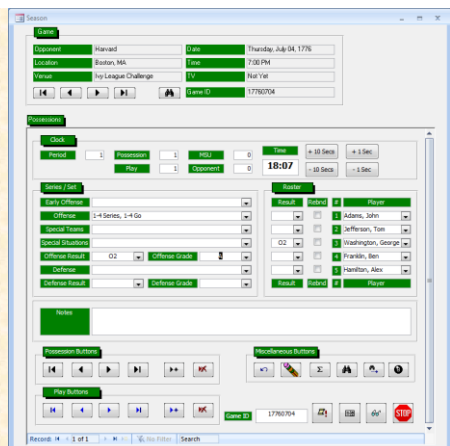 Season
Game
Opponent Harvard Date Thursday, July 04, 1776
Location Boston, MA Time 7:00 PM
Venue Ivy League Challenge TV Not Yet
Game ID 17760704
Possessions
Clock
Period 1 Possession 1 MSU 0 Time + 10 Secs + 1 Sec
Play 1 Opponent 0 18:07 - 10 Secs - 1 Sec
Series / Set Roster
Early Offense Result Rebnd # Player
Offense 1-4 Series, 1-4 Go 1 Adams, John
Special Teams 2 Jefferson, Tom
Special Situations O2 3 Washington, George
Offense Result O2 Offense Grade 4 Franklin, Ben
Defense 5 Hamilton, Alex
Defense Result Defense Grade Result Rebnd # Player
Notes
Possession Buttons Miscellaneous Buttons
Σ
Play Buttons
Game ID 17760704 STOP
Record: 1 of 1 No Filter Search